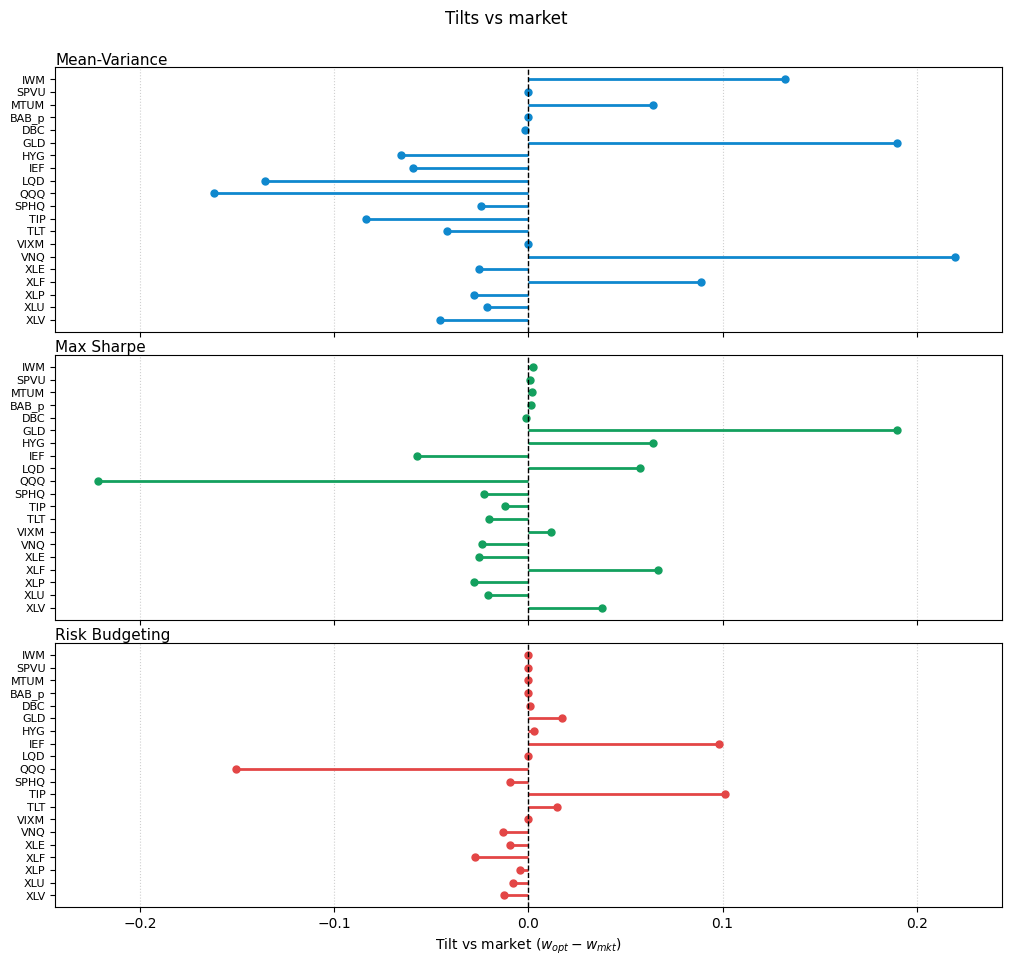 Tilts vs market
Mean-Variance
IWM
SPVU
MTUM
BAB_p
DBC
GLD
HYG
IEF
LQD
QQQ
SPHQ
TIP
TLT
VIXM
VNQ
XLE
XLF
XLP
XLU
XLV
Max Sharpe
IWM
SPVU
MTUM
BAB_p
DBC
GLD
HYG
IEF
LQD
QQQ
SPHQ
TIP
TLT
VIXM
VNQ
XLE
XLF
XLP
XLU
XLV
Risk Budgeting
IWM
SPVU
MTUM
BAB_p
DBC
GLD
HYG
IEF
LQD
QQQ
SPHQ
TIP
TLT
VIXM
VNQ
XLE
XLF
XLP
XLU
XLV
−0.2 −0.1 0.0 0.1 0.2
Tilt vs market (w_opt − w_mkt)